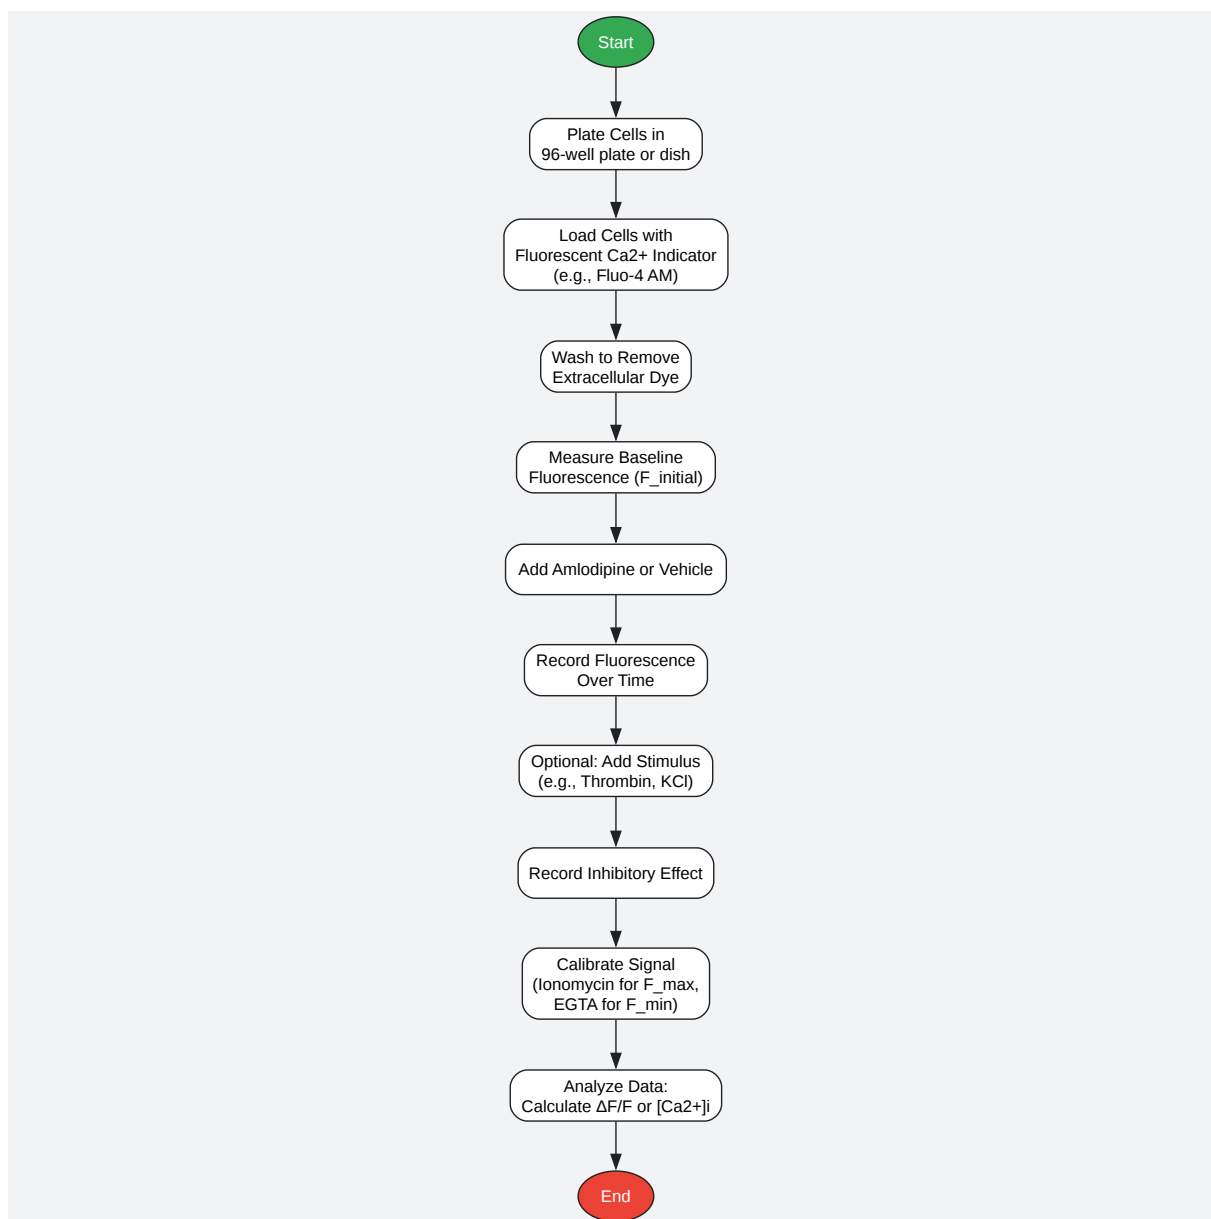 Start
Plate Cells in
96-well plate or dish
Load Cells with
Fluorescent Ca2+ Indicator
(e.g., Fluo-4 AM)
Wash to Remove
Extracellular Dye
Measure Baseline
Fluorescence (F_initial)
Add Amlodipine or Vehicle
Record Fluorescence
Over Time
Optional: Add Stimulus
(e.g., Thrombin, KCl)
Record Inhibitory Effect
Calibrate Signal
(Ionomycin for F_max,
EGTA for F_min)
Analyze Data:
Calculate ΔF/F or [Ca2+]i
End